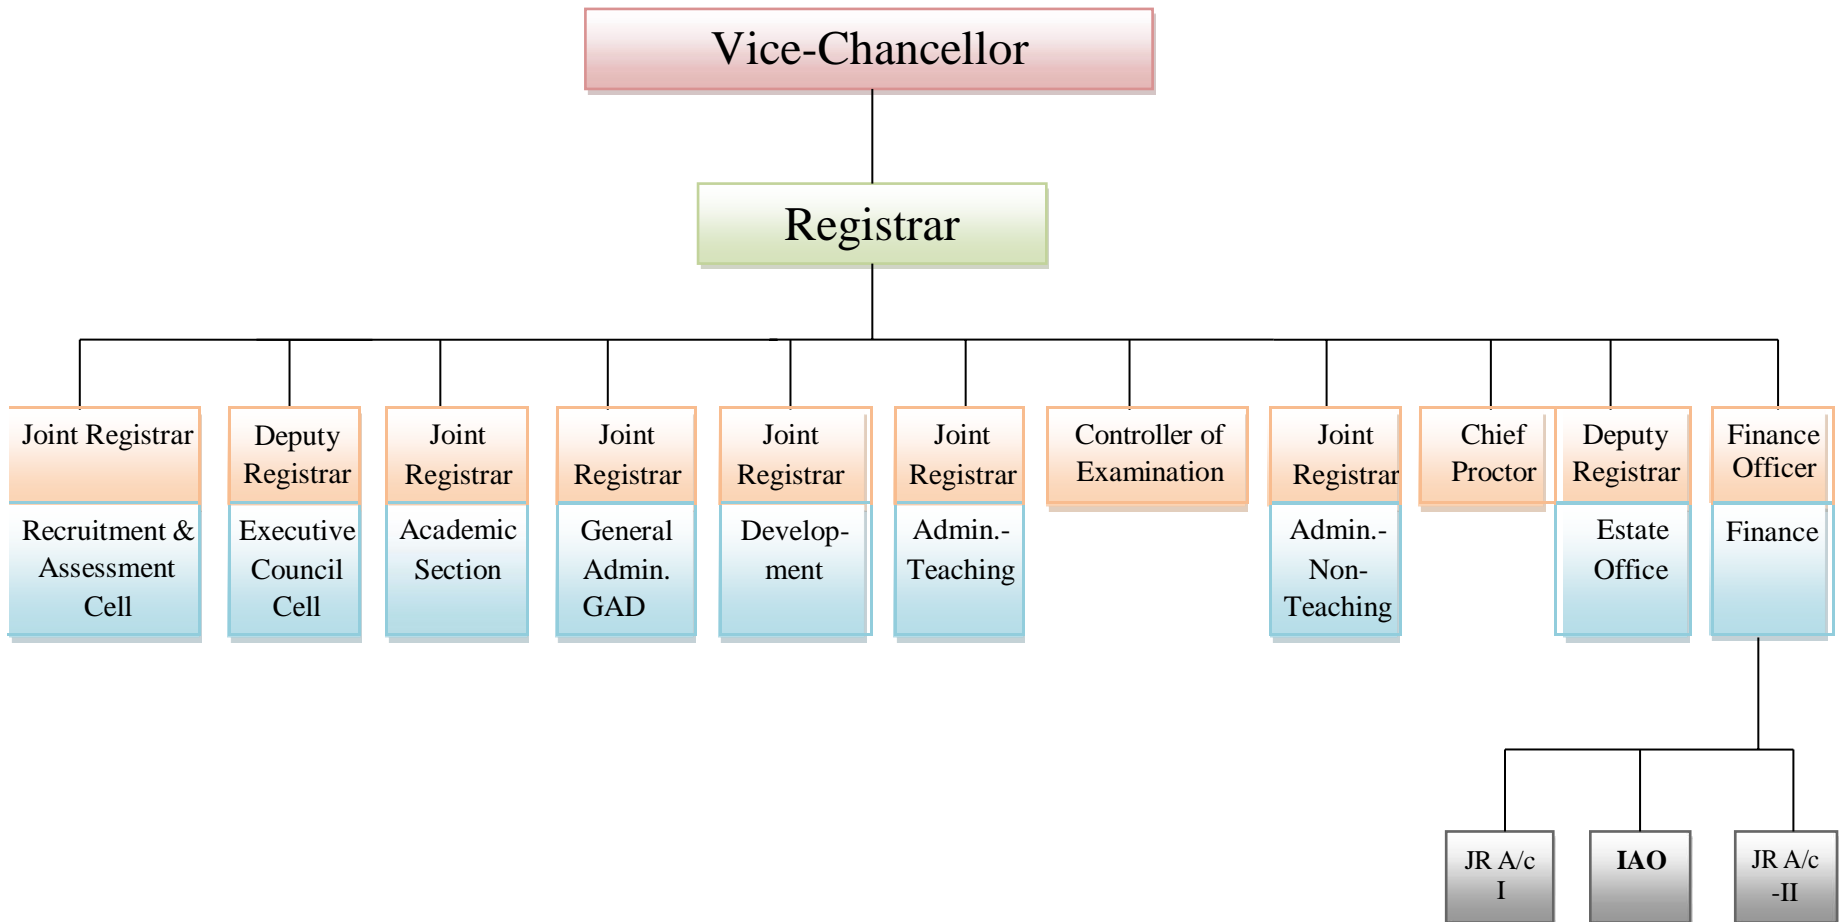 Vice-Chancellor
Registrar
Joint Registrar
Recruitment &
Assessment
Cell
Deputy
Registrar
Executive
Council
Cell
Joint
Registrar
Academic
Section
Joint
Registrar
General
Admin.
GAD
Joint
Registrar
Develop-
ment
Joint
Registrar
Admin.-
Teaching
Controller of
Examination
Joint
Registrar
Admin.-
Non-
Teaching
Chief
Proctor
Deputy
Registrar
Estate
Office
Finance
Officer
Finance
JR A/c
I
IAO
JR A/c
-II